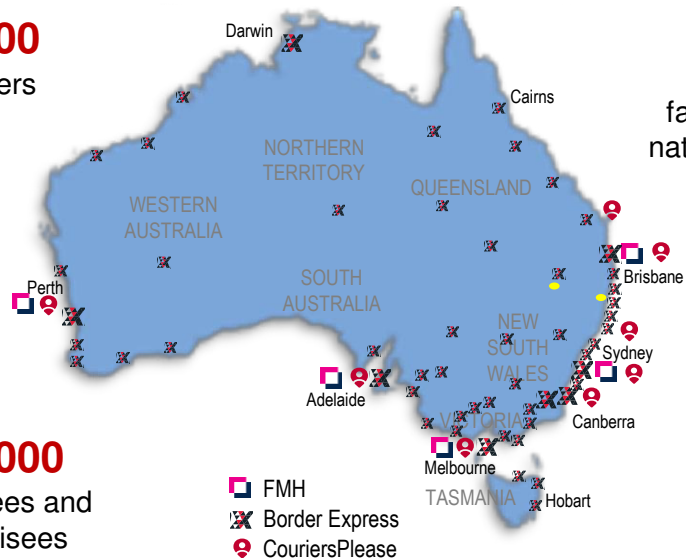 00
ers
Darwin
Cairns
fa
nat
NORTHERN
TERRITORY
QUEENSLAND
WESTERN
AUSTRALIA
SOUTH
AUSTRALIA
Perth
Brisbane
NEW
SOUTH
WALES
Sydney
Adelaide
Canberra
VICTORIA
Melbourne
TASMANIA
Hobart
000
ees and
isees
FMH
Border Express
CouriersPlease